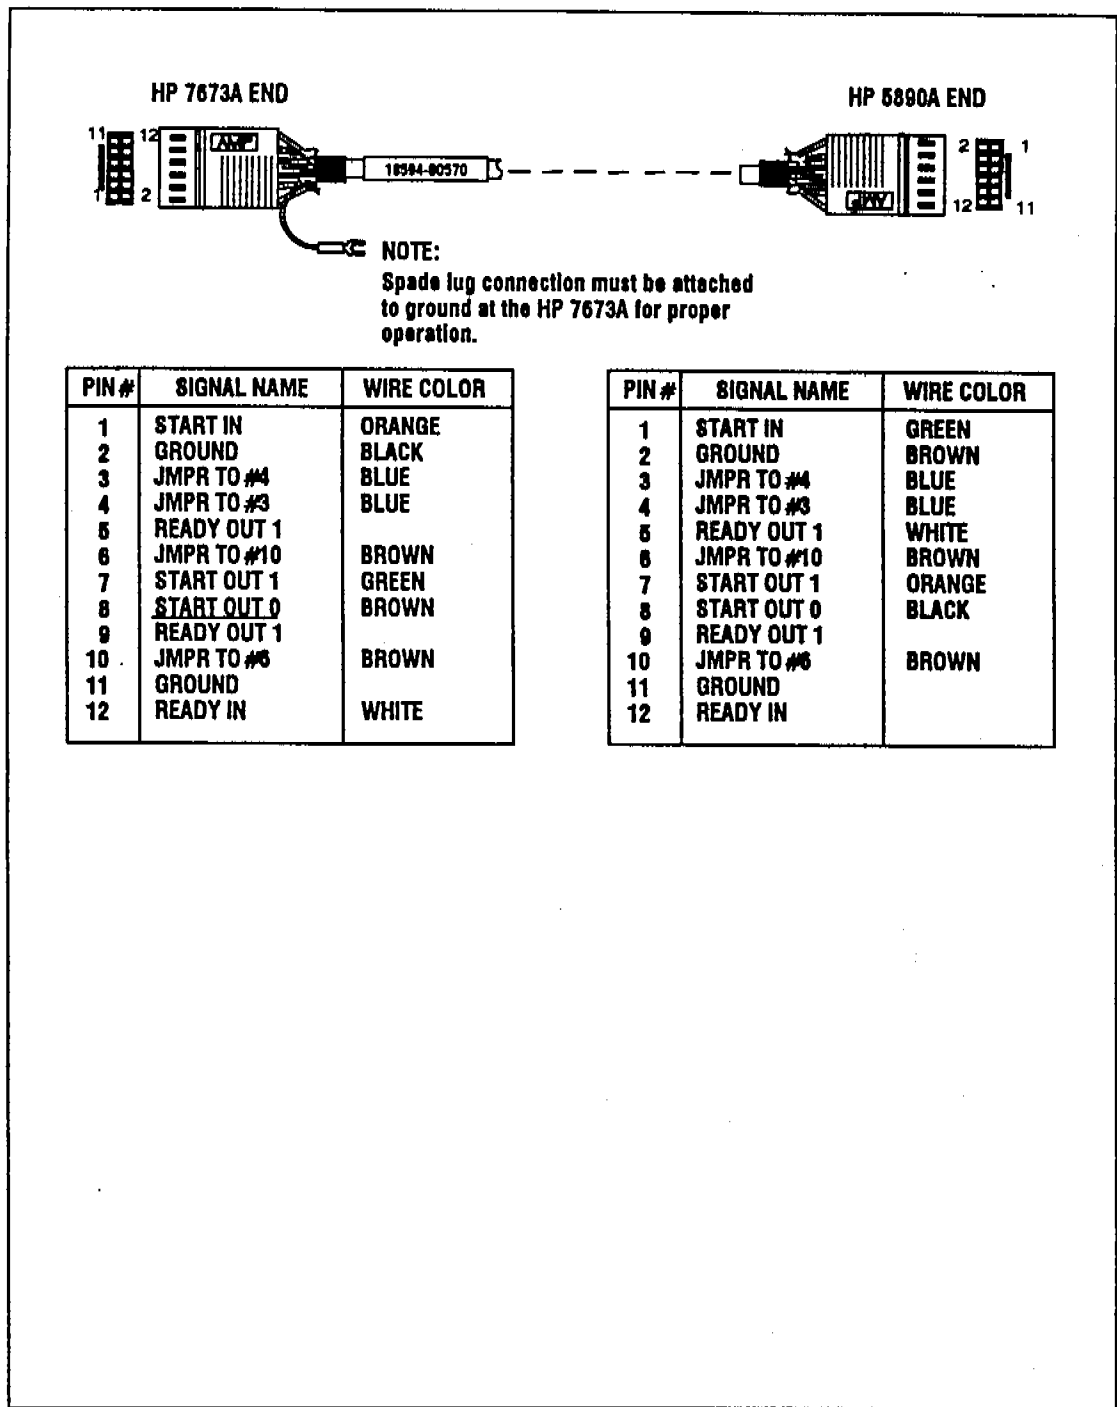 HP 7673A END
HP 5890A END
11 12
AMP
18594-80570
2 1
1 2
AMP
12 11
NOTE:
Spade lug connection must be attached
to ground at the HP 7673A for proper
operation.
PIN # SIGNAL NAME WIRE COLOR
1 START IN ORANGE
2 GROUND BLACK
3 JMPR TO #4 BLUE
4 JMPR TO #3 BLUE
5 READY OUT 1
6 JMPR TO #10 BROWN
7 START OUT 1 GREEN
8 START OUT 0 BROWN
9 READY OUT 1
10 JMPR TO #6 BROWN
11 GROUND
12 READY IN WHITE
PIN # SIGNAL NAME WIRE COLOR
1 START IN GREEN
2 GROUND BROWN
3 JMPR TO #4 BLUE
4 JMPR TO #3 BLUE
5 READY OUT 1 WHITE
6 JMPR TO #10 BROWN
7 START OUT 1 ORANGE
8 START OUT 0 BLACK
9 READY OUT 1
10 JMPR TO #6 BROWN
11 GROUND
12 READY IN